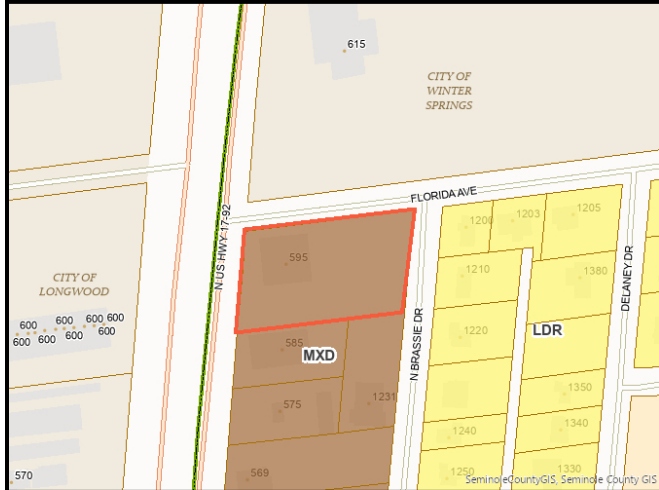 615
CITY OF
WINTER
SPRINGS
FLORIDA AVE
N US HWY 17-92
1200
1203
1205
595
1210
1380
CITY OF
LONGWOOD
DELANEY DR
600 600 600 600
600 600 600 600
585
MXD
N BRASSIE DR
1220
LDR
575
1231
1350
1240
1340
570
569
1250
1330
SeminoleCountyGIS, Seminole County GIS